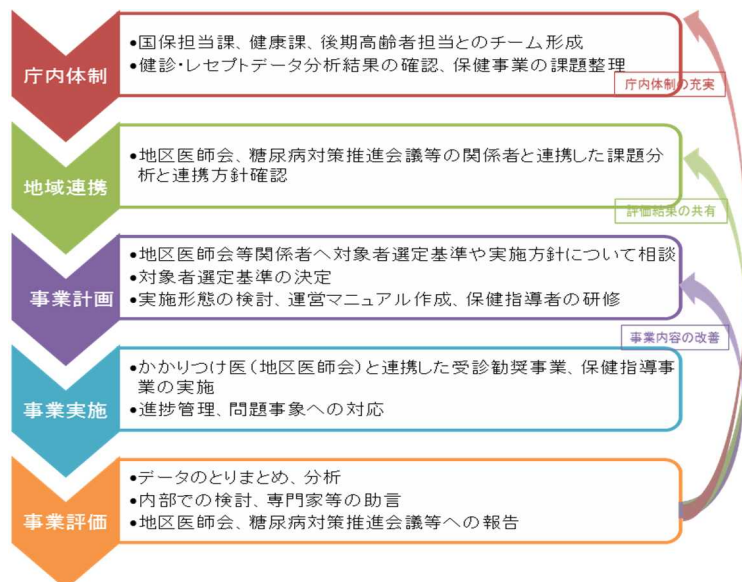 庁内体制
•国保担当課、健康課、後期高齢者担当とのチーム形成
•健診・レセプトデータ分析結果の確認、保健事業の課題整理
庁内体制の充実
地域連携
•地区医師会、糖尿病対策推進会議等の関係者と連携した課題分
析と連携方針確認
評価結果の共有
事業計画
•地区医師会等関係者へ対象者選定基準や実施方針について相談
•対象者選定基準の決定
•実施形態の検討、運営マニュアル作成、保健指導者の研修
事業内容の改善
事業実施
•かかりつけ医(地区医師会)と連携した受診勧奨事業、保健指導事
業の実施
•進捗管理、問題事象への対応
事業評価
•データのとりまとめ、分析
•内部での検討、専門家等の助言
•地区医師会、糖尿病対策推進会議等への報告